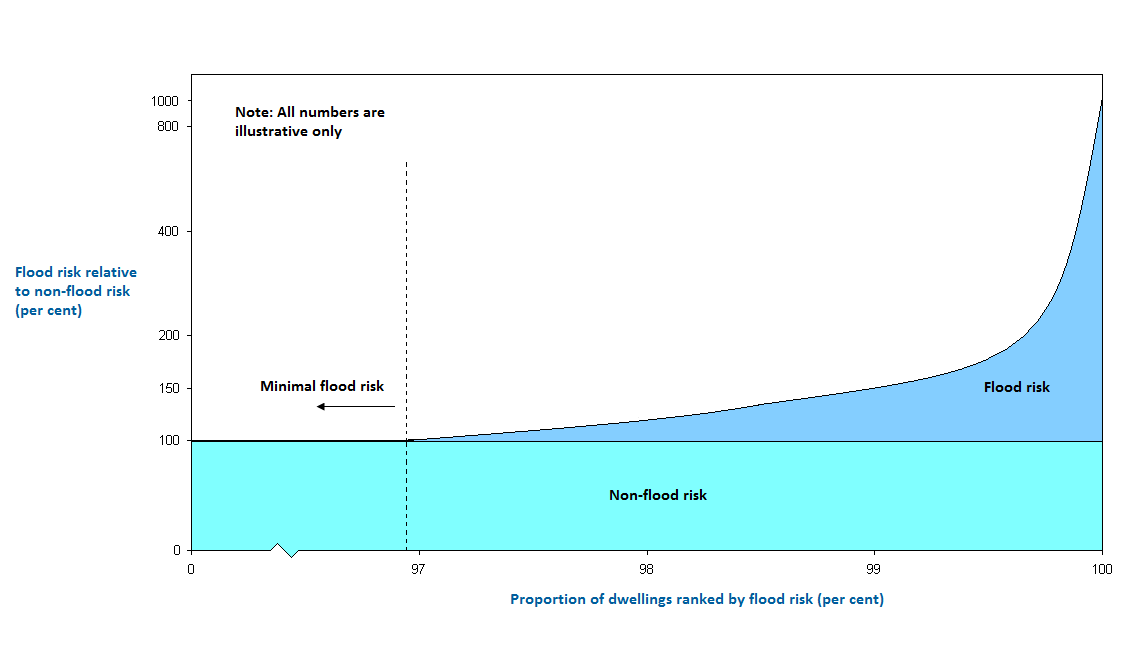 1000
Note: All numbers are
illustrative only
800
400
Flood risk relative
to non-flood risk
(per cent)
200
Minimal flood risk
150
Flood risk
100
Non-flood risk
0
0
97
98
99
100
Proportion of dwellings ranked by flood risk (per cent)